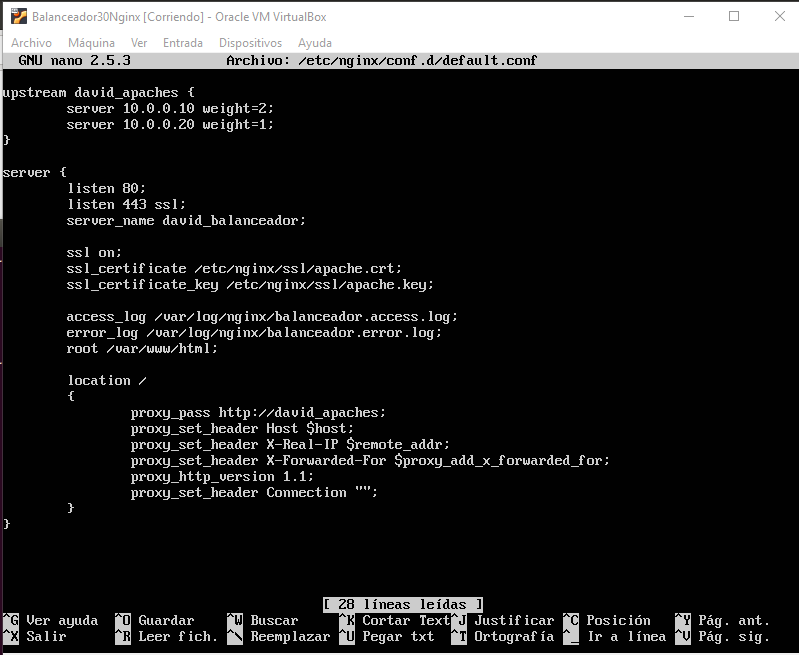 Balanceador30Nginx [Corriendo] - Oracle VM VirtualBox
Archivo Máquina Ver Entrada Dispositivos Ayuda
GNU nano 2.5.3 Archivo: /etc/nginx/conf.d/default.conf
upstream david_apaches {
server 10.0.0.10 weight=2;
server 10.0.0.20 weight=1;
}
server {
listen 80;
listen 443 ssl;
server_name david_balanceador;
ssl on;
ssl_certificate /etc/nginx/ssl/apache.crt;
ssl_certificate_key /etc/nginx/ssl/apache.key;
access_log /var/log/nginx/balanceador.access.log;
error_log /var/log/nginx/balanceador.error.log;
root /var/www/html;
location /
{
proxy_pass http://david_apaches;
proxy_set_header Host $host;
proxy_set_header X-Real-IP $remote_addr;
proxy_set_header X-Forwarded-For $proxy_add_x_forwarded_for;
proxy_http_version 1.1;
proxy_set_header Connection "";
}
}
[ 28 líneas leídas ]
^G Ver ayuda ^O Guardar ^W Buscar ^K Cortar Text ^J Justificar ^C Posición ^Y Pág. ant.
^X Salir ^R Leer fich. ^\ Reemplazar ^U Pegar txt ^T Ortografía ^_ Ir a línea ^V Pág. sig.